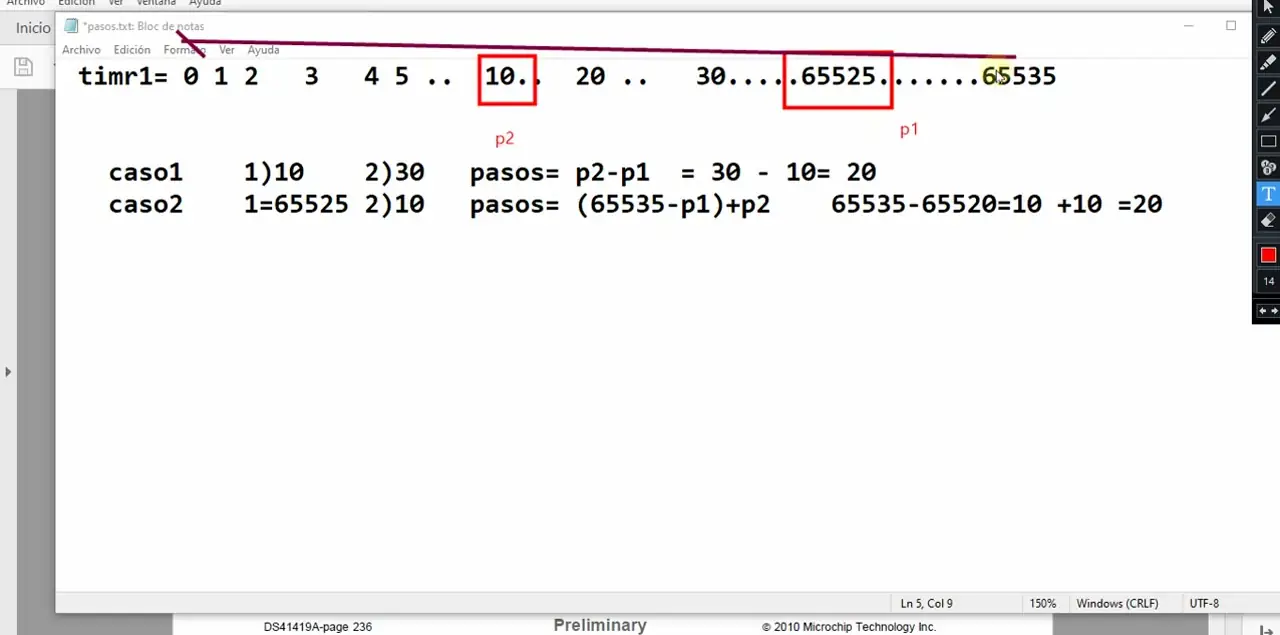 Archivo Edición Ver Ventana Ayuda
Inicio
*pasos.txt: Bloc de notas
Archivo Edición Formato Ver Ayuda
timr1= 0 1 2 3 4 5 .. 10.. 20 .. 30.....65525.......65535
p2
p1
caso1 1)10 2)30 pasos= p2-p1 = 30 - 10= 20
caso2 1=65525 2)10 pasos= (65535-p1)+p2 65535-65520=10 +10 =20
T
14
Ln 5, Col 9 150% Windows (CRLF) UTF-8
DS41419A-page 236 Preliminary © 2010 Microchip Technology Inc.